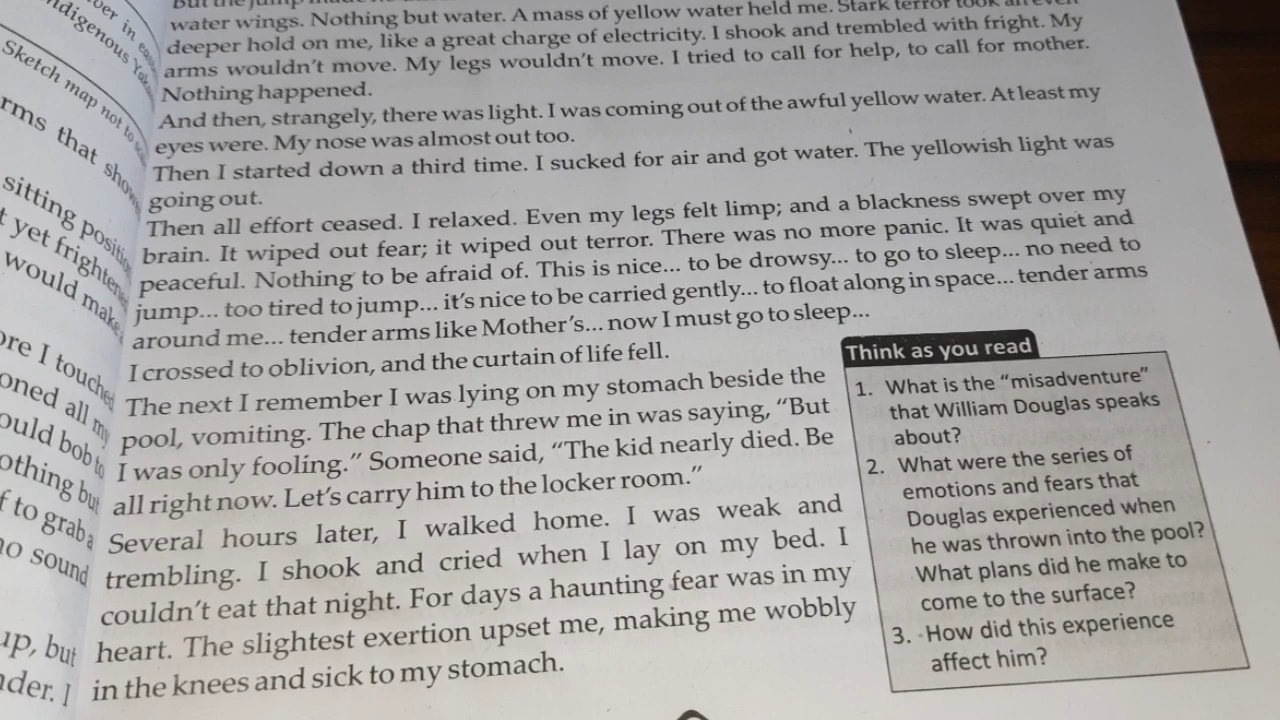 ber in
ndigenous
Sketch map not to
rms that show
sitting position
t yet frighten
would make
ore I touched
oned all my
ould bob to
othing but
f to grab a
no sound
up, but
nder. I
water wings. Nothing but water. A mass of yellow water held me. Stark terror took an even
deeper hold on me, like a great charge of electricity. I shook and trembled with fright. My
arms wouldn't move. My legs wouldn't move. I tried to call for help, to call for mother.
Nothing happened.
And then, strangely, there was light. I was coming out of the awful yellow water. At least my
eyes were. My nose was almost out too.
Then I started down a third time. I sucked for air and got water. The yellowish light was
going out.
Then all effort ceased. I relaxed. Even my legs felt limp; and a blackness swept over my
brain. It wiped out fear; it wiped out terror. There was no more panic. It was quiet and
peaceful. Nothing to be afraid of. This is nice... to be drowsy... to go to sleep... no need to
jump... too tired to jump... it's nice to be carried gently... to float along in space... tender arms
around me... tender arms like Mother's... now I must go to sleep...
I crossed to oblivion, and the curtain of life fell.
The next I remember I was lying on my stomach beside the
pool, vomiting. The chap that threw me in was saying, "But
I was only fooling." Someone said, "The kid nearly died. Be
all right now. Let's carry him to the locker room."
Several hours later, I walked home. I was weak and
trembling. I shook and cried when I lay on my bed. I
couldn't eat that night. For days a haunting fear was in my
heart. The slightest exertion upset me, making me wobbly
in the knees and sick to my stomach.
Think as you read
1. What is the "misadventure"
that William Douglas speaks
about?
2. What were the series of
emotions and fears that
Douglas experienced when
he was thrown into the pool?
What plans did he make to
come to the surface?
3. How did this experience
affect him?